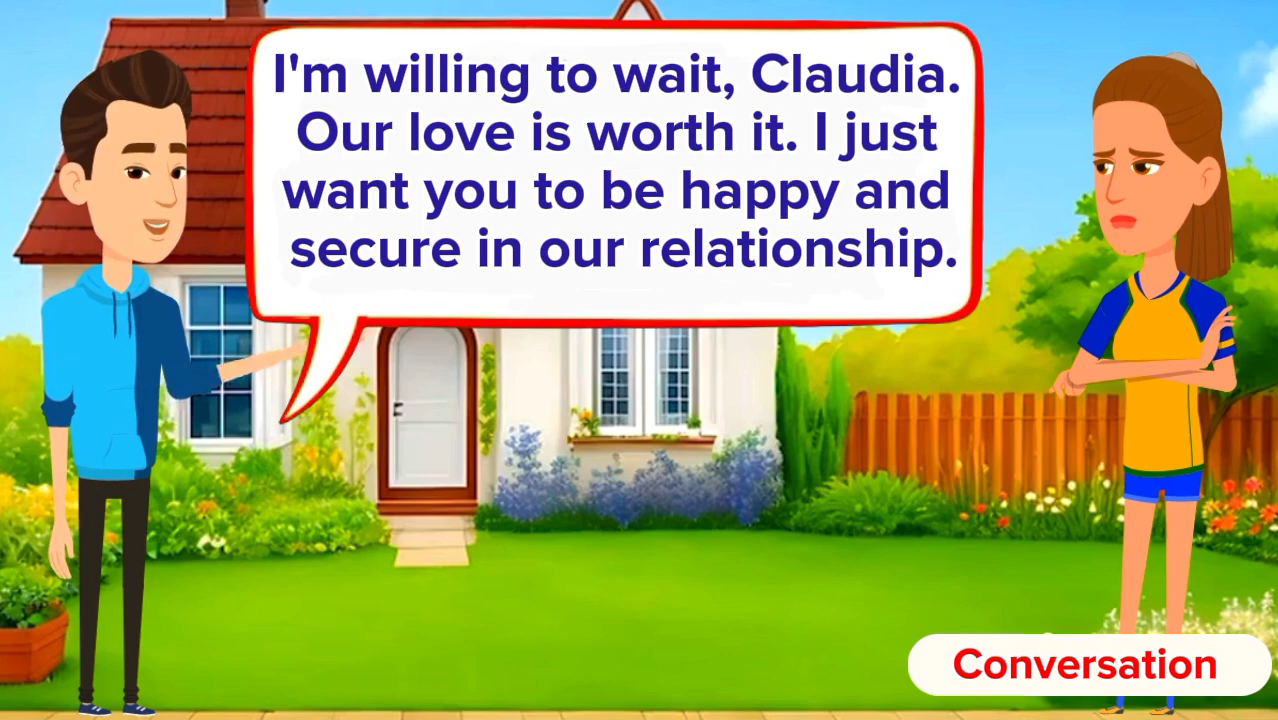 I'm willing to wait, Claudia.
Our love is worth it. I just
want you to be happy and
secure in our relationship.
Conversation